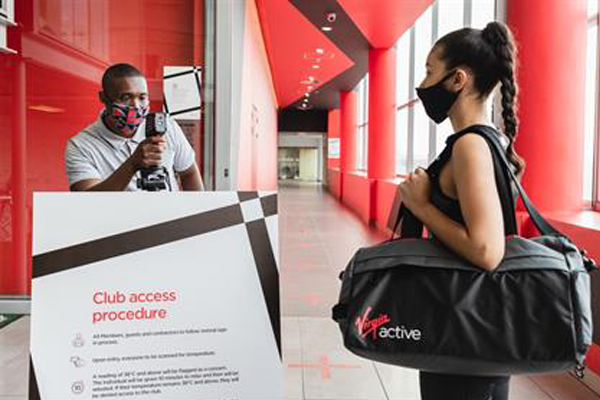 Club access
procedure
All Members, guests and contractors to follow normal sign
in process.
Upon entry everyone to be scanned for temperature.
A reading of 38°C and above will be flagged as a concern.
The individual will be given 10 minutes to relax and then will be
retested. If their temperature remains 38°C and above, they will
be denied access to the club.
Virgin
active